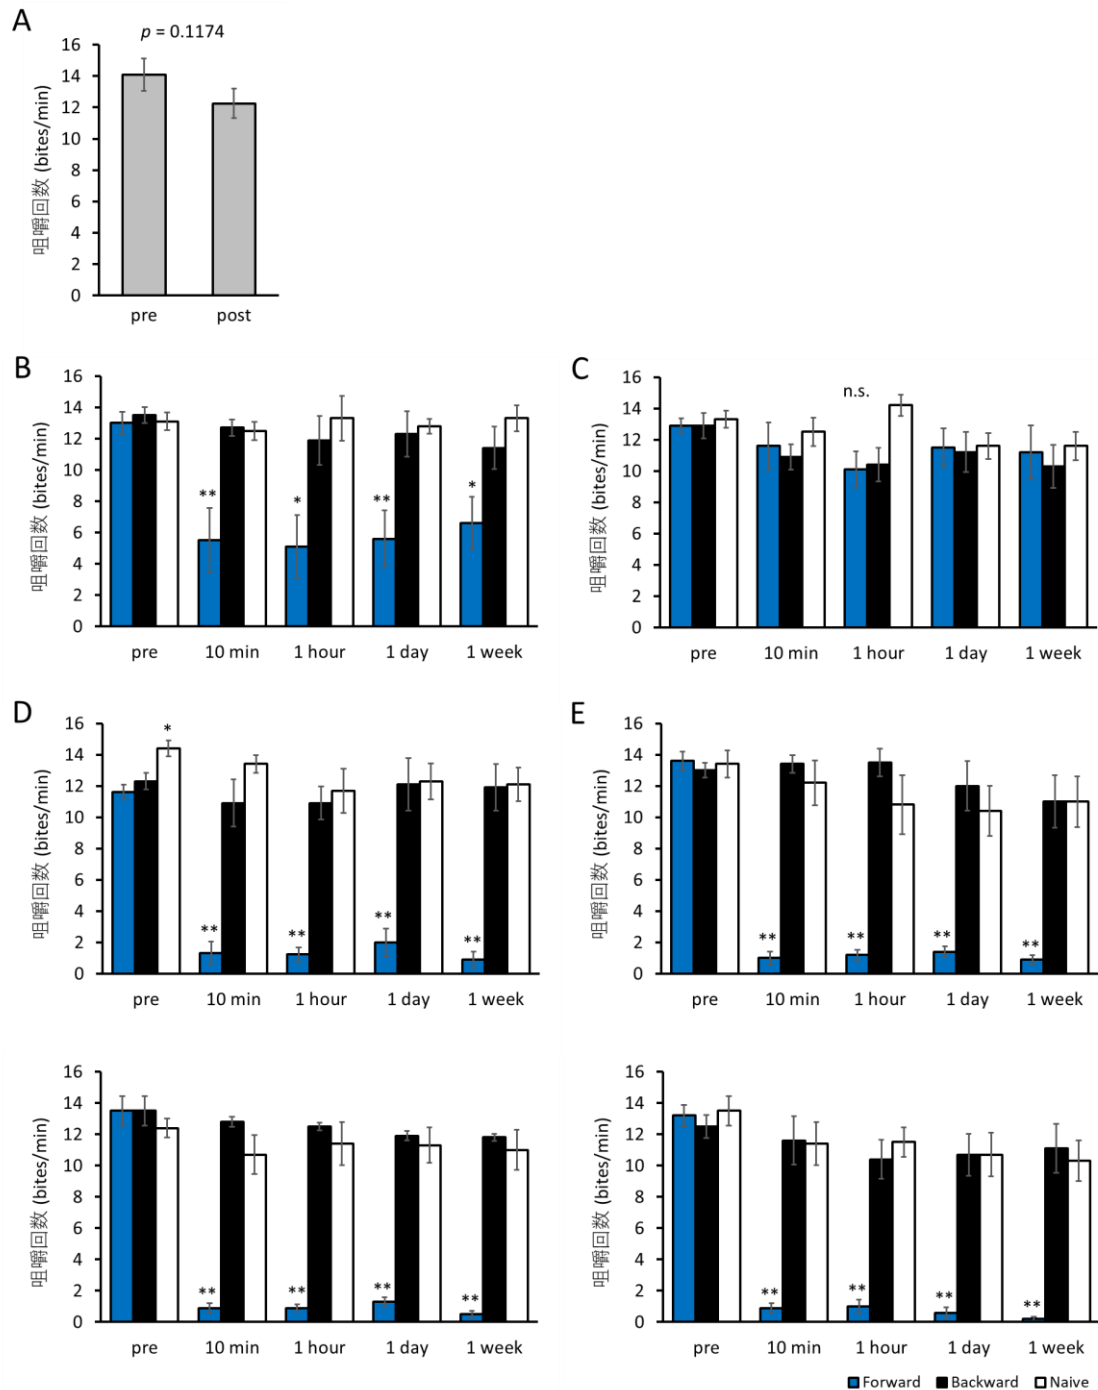 A
p = 0.1174
16
14
12
10
8
6
4
2
0
咀嚼回数 (bites/min)
pre post
B
16
14
12
10
8
6
4
2
0
咀嚼回数 (bites/min)
** * ** *
pre 10 min 1 hour 1 day 1 week
C
16
14
12
10
8
6
4
2
0
咀嚼回数 (bites/min)
n.s.
pre 10 min 1 hour 1 day 1 week
D
16
14
12
10
8
6
4
2
0
咀嚼回数 (bites/min)
* ** ** ** **
pre 10 min 1 hour 1 day 1 week
E
16
14
12
10
8
6
4
2
0
咀嚼回数 (bites/min)
** ** ** **
pre 10 min 1 hour 1 day 1 week
16
14
12
10
8
6
4
2
0
咀嚼回数 (bites/min)
** ** ** **
pre 10 min 1 hour 1 day 1 week
16
14
12
10
8
6
4
2
0
咀嚼回数 (bites/min)
** ** ** **
pre 10 min 1 hour 1 day 1 week
Forward Backward Naive